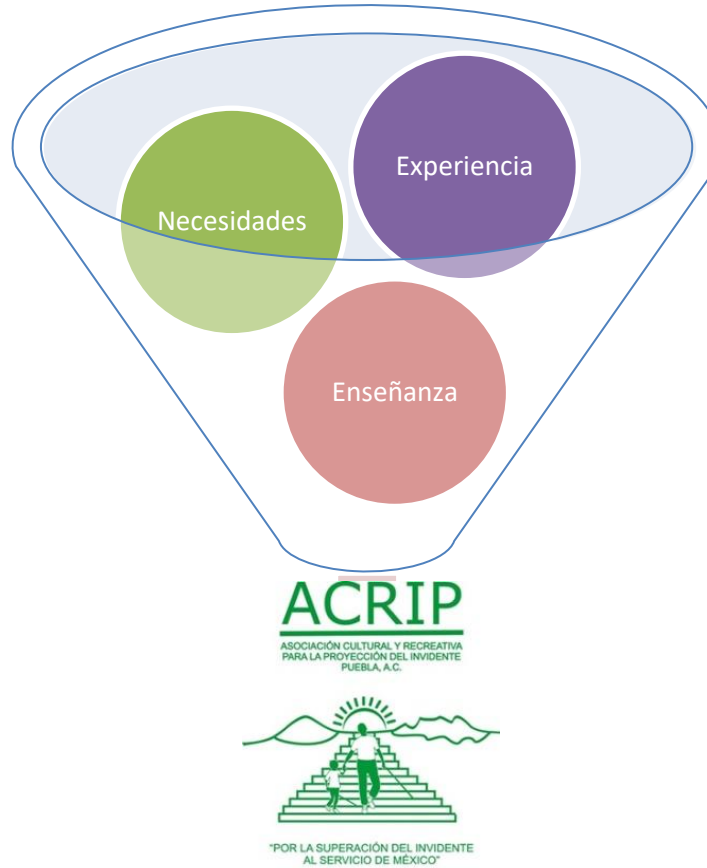 Experiencia
Necesidades
Enseñanza
ACRIP
ASOCIACIÓN CULTURAL Y RECREATIVA
PARA LA PROYECCIÓN DEL INVIDENTE
PUEBLA, A.C.
"POR LA SUPERACIÓN DEL INVIDENTE
AL SERVICIO DE MÉXICO"